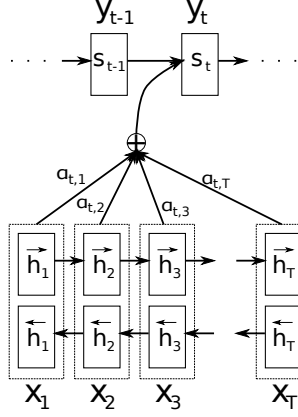 y_{t-1} y_t
. . . . s_{t-1} s_t . . . .
⊕
α_{t,1} α_{t,2} α_{t,3} α_{t,T}
→h_1 →h_2 →h_3 →h_T
←h_1 ←h_2 ←h_3 ←h_T
x_1 x_2 x_3 x_T